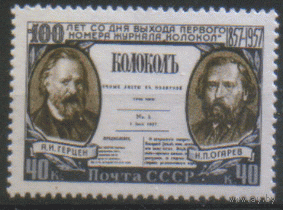 100 ЛЕТ СО ДНЯ ВЫХОДА ПЕРВОГО
НОМЕРА ЖУРНАЛА „КОЛОКОЛ“ 1857-1957
КОЛОКОЛЪ
№ 1
А.И.ГЕРЦЕН
Н.П.ОГАРЕВ
40 К. ПОЧТА СССР К. 40